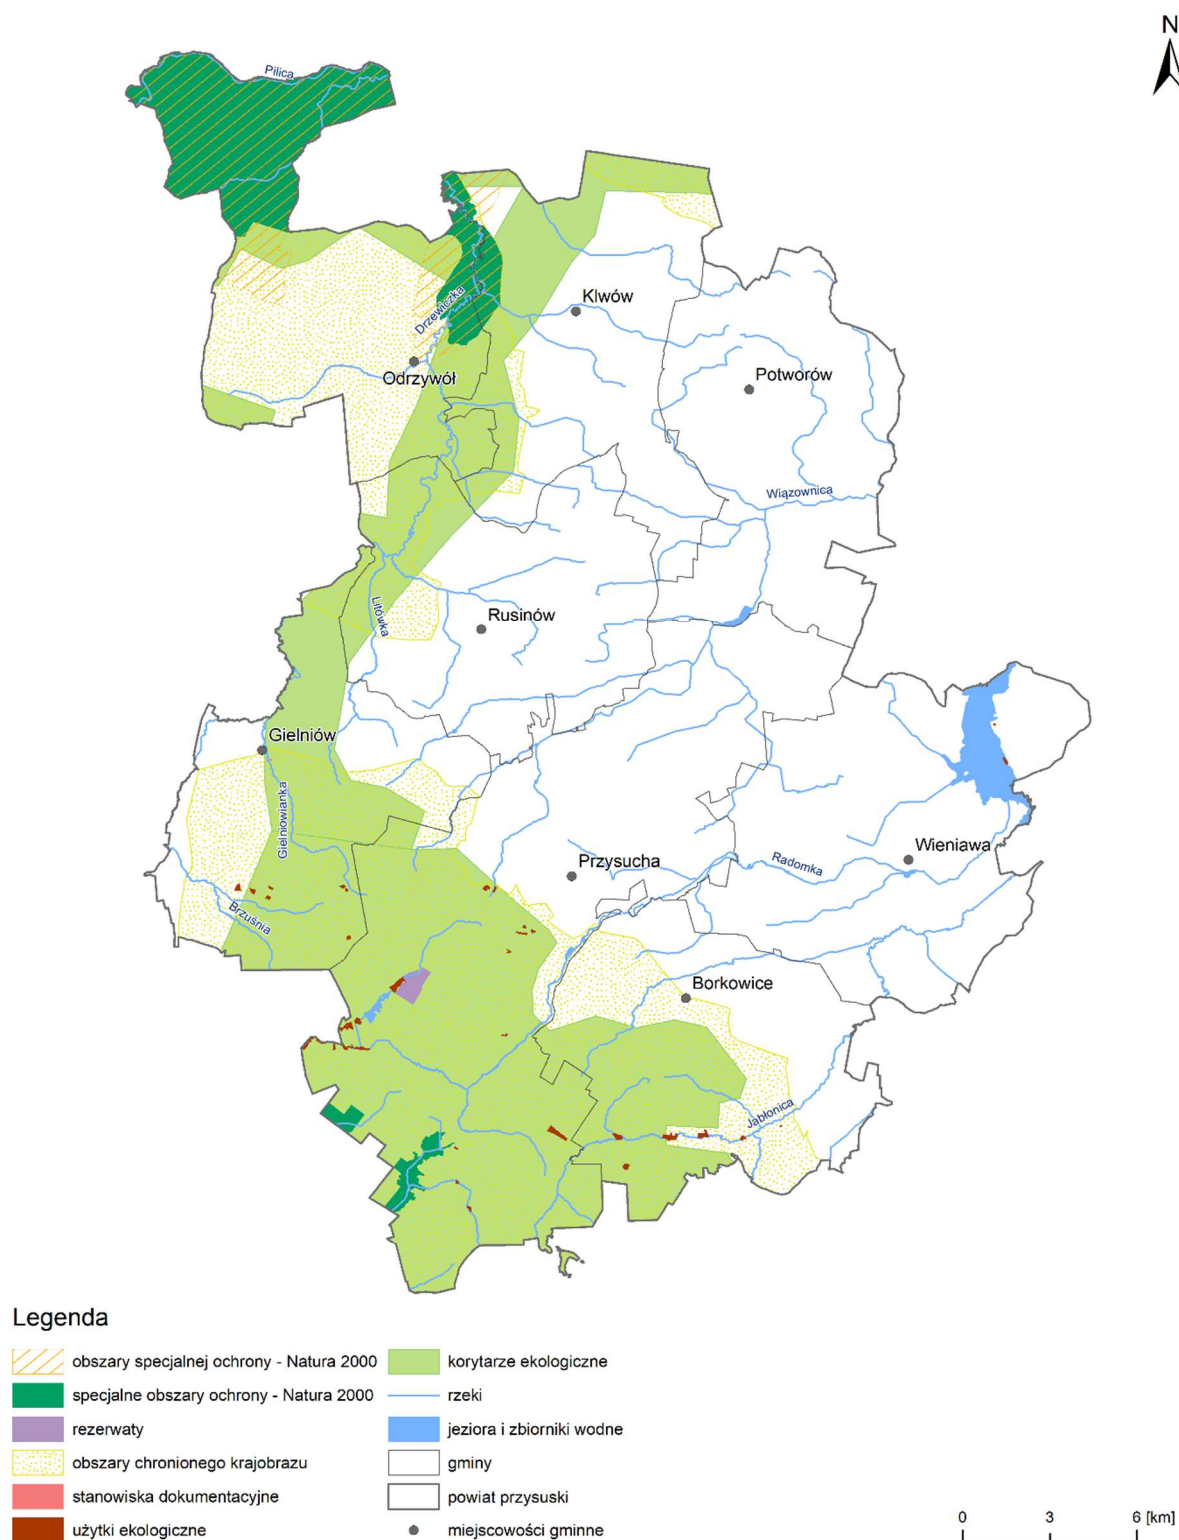 N
Pilica
Klwów
Drzewiczka
Odrzywół
Potworów
Wiązownica
Litówka
Rusinów
Gielniów
Gielniowianka
Przysucha
Radomka
Wieniawa
Brzuśnia
Borkowice
Jabłonica
Legenda
obszary specjalnej ochrony - Natura 2000
specjalne obszary ochrony - Natura 2000
rezerwaty
obszary chronionego krajobrazu
stanowiska dokumentacyjne
użytki ekologiczne
korytarze ekologiczne
rzeki
jeziora i zbiorniki wodne
gminy
powiat przysuski
miejscowości gminne
0 3 6 [km]